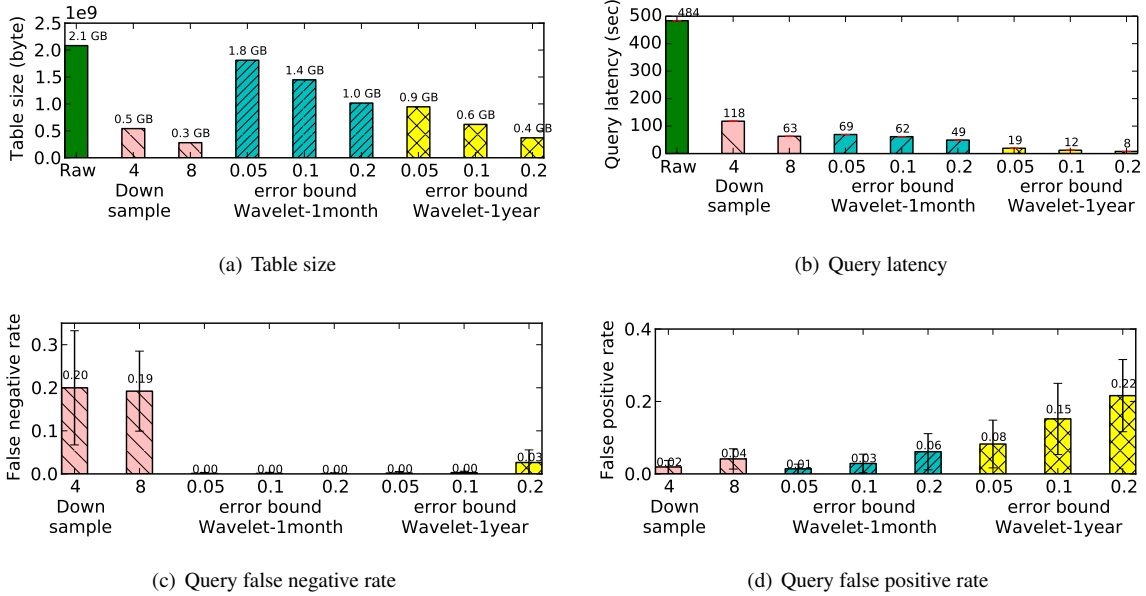 1e9
Table size (byte)
2.5
2.0
1.5
1.0
0.5
0.0
2.1 GB
0.5 GB
0.3 GB
1.8 GB
1.4 GB
1.0 GB
0.9 GB
0.6 GB
0.4 GB
Raw 4 8 0.05 0.1 0.2 0.05 0.1 0.2
Down error bound error bound
sample Wavelet-1month Wavelet-1year
(a) Table size
Query latency (sec)
500
400
300
200
100
0
484
118
63
69
62
49
19
12
8
Raw 4 8 0.05 0.1 0.2 0.05 0.1 0.2
Down error bound error bound
sample Wavelet-1month Wavelet-1year
(b) Query latency
False negative rate
0.3
0.2
0.1
0.0
0.20
0.19
0.00
0.00
0.00
0.00
0.00
0.03
4 8 0.05 0.1 0.2 0.05 0.1 0.2
Down error bound error bound
sample Wavelet-1month Wavelet-1year
(c) Query false negative rate
False positive rate
0.4
0.2
0.0
0.02
0.04
0.01
0.03
0.06
0.08
0.15
0.22
4 8 0.05 0.1 0.2 0.05 0.1 0.2
Down error bound error bound
sample Wavelet-1month Wavelet-1year
(d) Query false positive rate